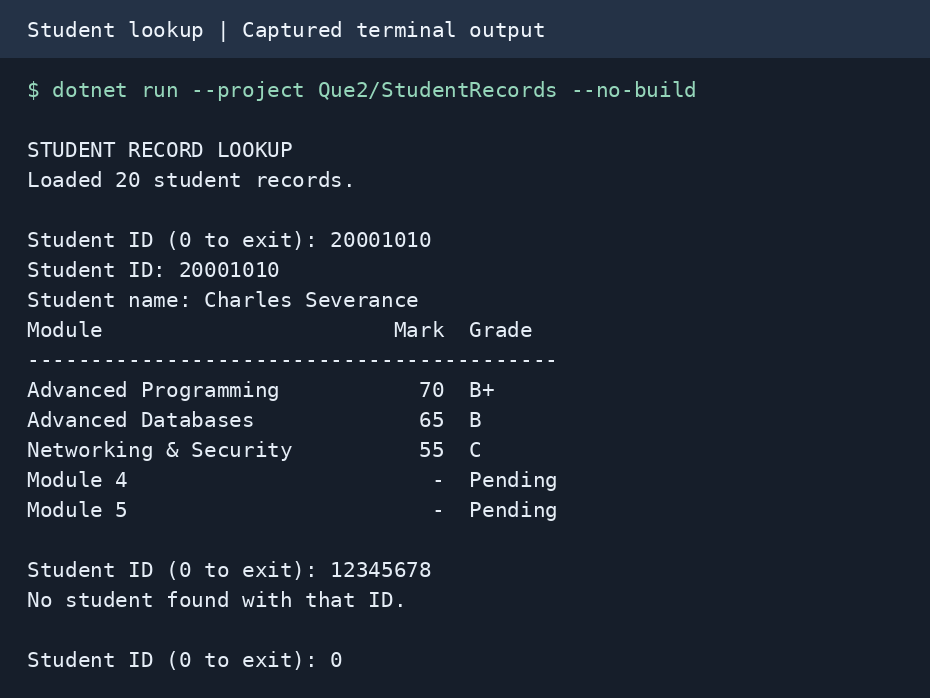 Student lookup | Captured terminal output
$ dotnet run --project Que2/StudentRecords --no-build
STUDENT RECORD LOOKUP
Loaded 20 student records.
Student ID (0 to exit): 20001010
Student ID: 20001010
Student name: Charles Severance
Module                       Mark  Grade
------------------------------------------
Advanced Programming           70  B+
Advanced Databases             65  B
Networking & Security          55  C
Module 4                        -  Pending
Module 5                        -  Pending
Student ID (0 to exit): 12345678
No student found with that ID.
Student ID (0 to exit): 0